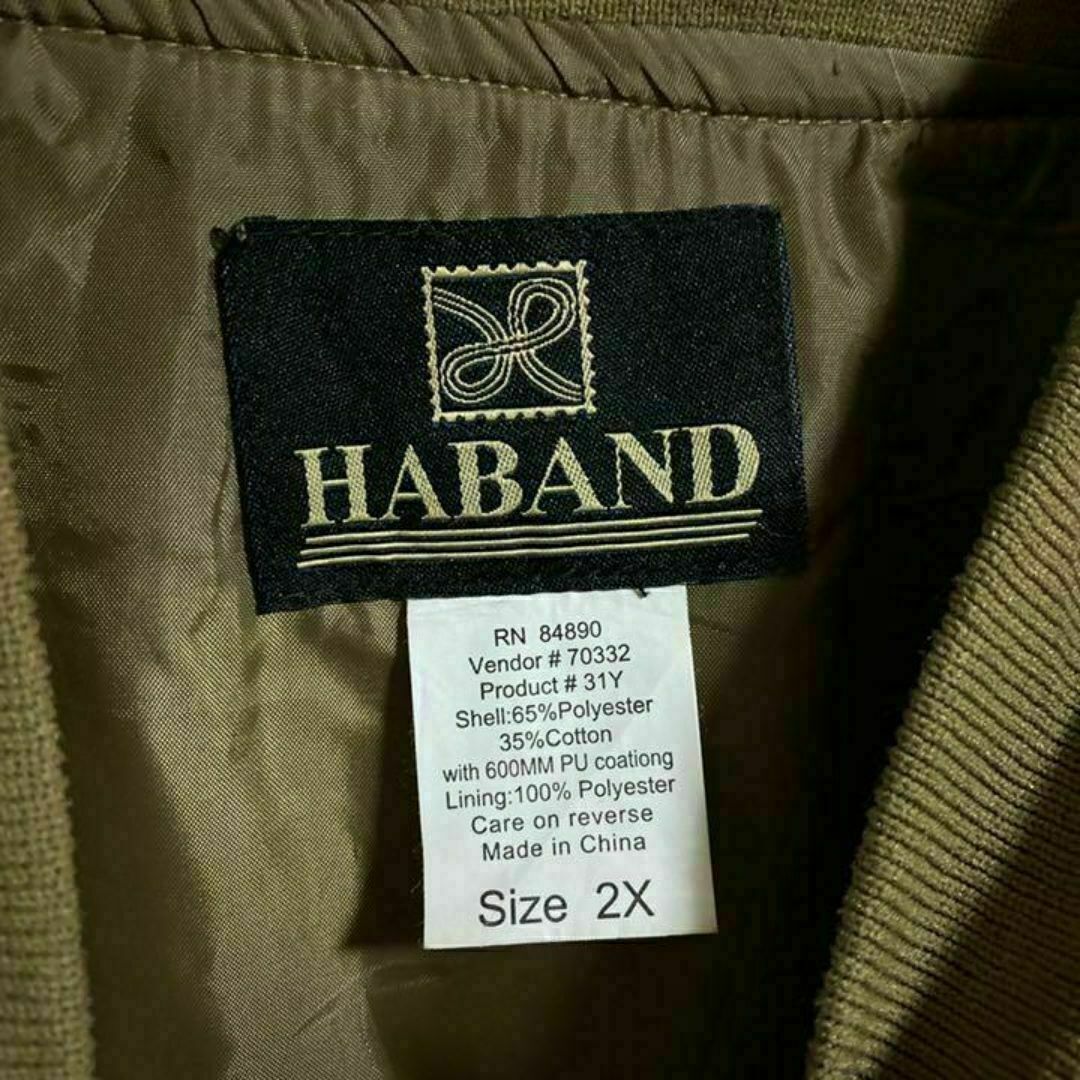 HABAND
RN 84890
Vendor # 70332
Product # 31Y
Shell:65%Polyester
35%Cotton
with 600MM PU coationg
Lining:100% Polyester
Care on reverse
Made in China
Size 2X